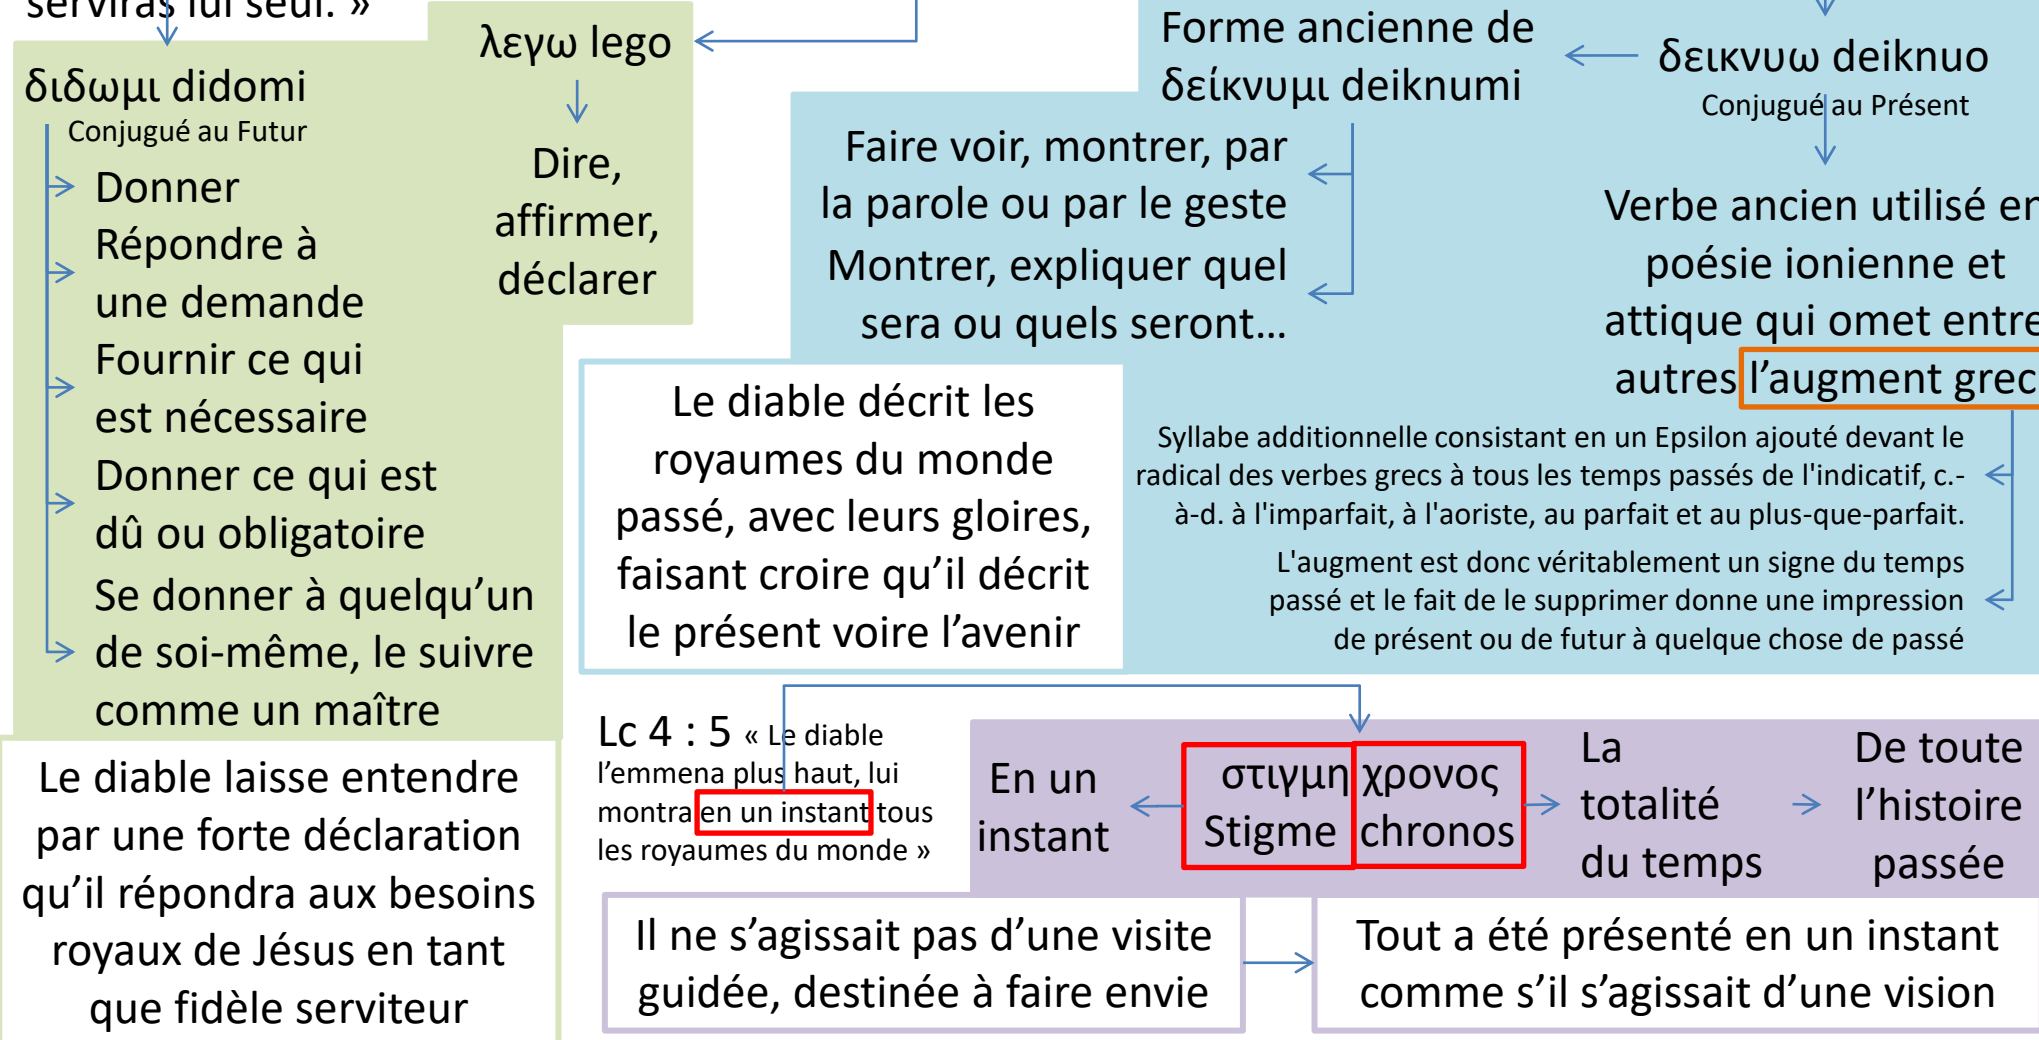 serviras lui seul. »
διδωμι didomi
Conjugué au Futur
Donner
Répondre à
une demande
Fournir ce qui
est nécessaire
Donner ce qui est
dû ou obligatoire
Se donner à quelqu’un
de soi-même, le suivre
comme un maître
Le diable laisse entendre
par une forte déclaration
qu’il répondra aux besoins
royaux de Jésus en tant
que fidèle serviteur
λεγω lego
Dire,
affirmer,
déclarer
Forme ancienne de
δείκνυμι deiknumi
Faire voir, montrer, par
la parole ou par le geste
Montrer, expliquer quel
sera ou quels seront…
δεικνυω deiknuo
Conjugué au Présent
Verbe ancien utilisé en
poésie ionienne et
attique qui omet entre
autres l’augment grec
Syllabe additionnelle consistant en un Epsilon ajouté devant le
radical des verbes grecs à tous les temps passés de l'indicatif, c.-
à-d. à l'imparfait, à l'aoriste, au parfait et au plus-que-parfait.
L'augment est donc véritablement un signe du temps
passé et le fait de le supprimer donne une impression
de présent ou de futur à quelque chose de passé
Le diable décrit les
royaumes du monde
passé, avec leurs gloires,
faisant croire qu’il décrit
le présent voire l’avenir
Lc 4 : 5 « Le diable
l’emmena plus haut, lui
montra en un instant tous
les royaumes du monde »
En un
instant
στιγμη χρονος
Stigme chronos
La
totalité
du temps
De toute
l’histoire
passée
Il ne s’agissait pas d’une visite
guidée, destinée à faire envie
Tout a été présenté en un instant
comme s’il s’agissait d’une vision